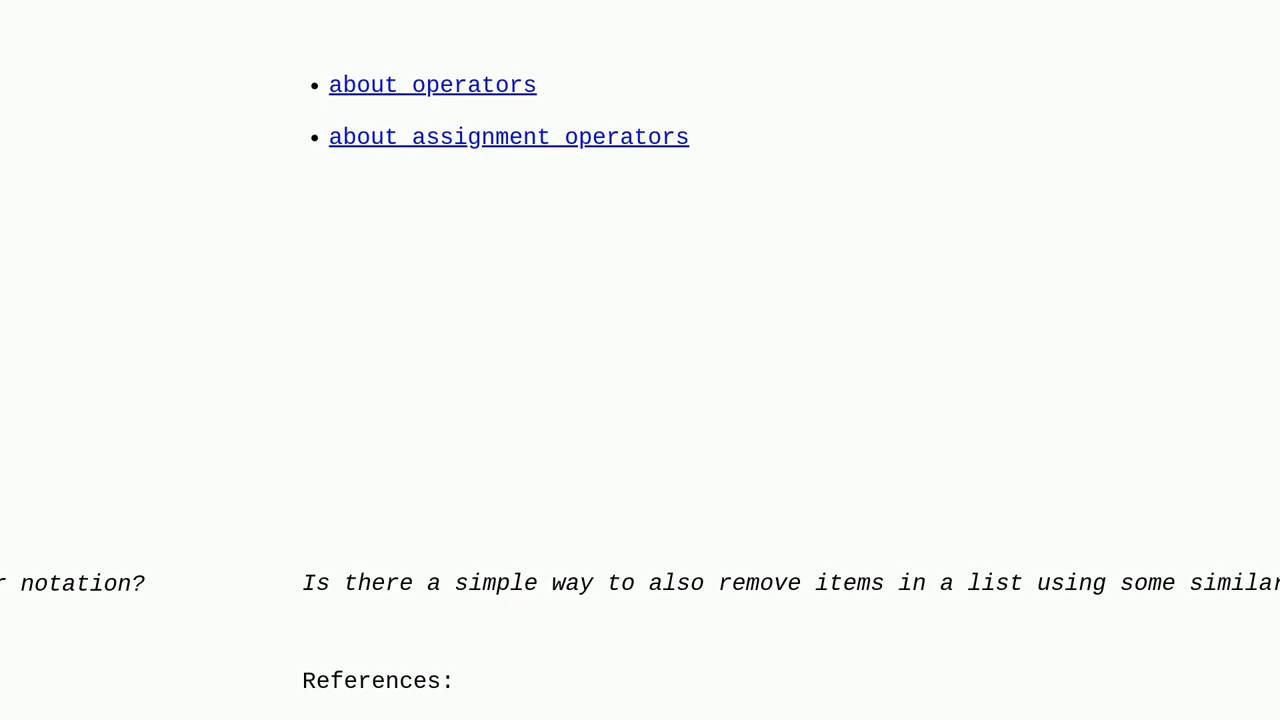 about operators
about assignment operators
Is there a simple way to also remove items in a list using some similar notation?
References: